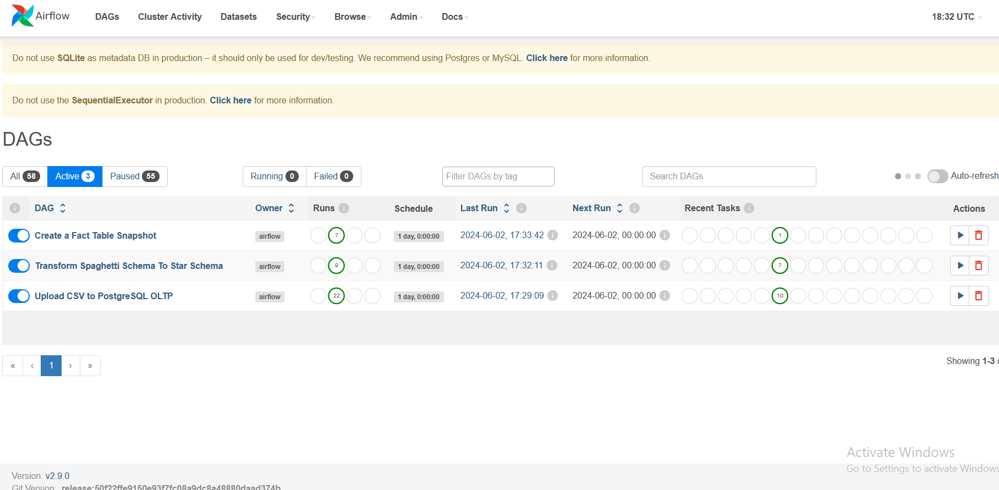 Airflow DAGs Cluster Activity Datasets Security Browse Admin Docs 18:32 UTC
Do not use SQLite as metadata DB in production – it should only be used for dev/testing. We recommend using Postgres or MySQL. Click here for more information.
Do not use the SequentialExecutor in production. Click here for more information.
DAGs
All 58 Active 3 Paused 55 Running 0 Failed 0 Filter DAGs by tag Search DAGs Auto-refresh
i DAG Owner Runs i Schedule Last Run i Next Run i Recent Tasks i Actions
Create a Fact Table Snapshot airflow 7 1 day, 0:00:00 2024-06-02, 17:33:42 i 2024-06-02, 00:00:00 i 1
Transform Spaghetti Schema To Star Schema airflow 9 1 day, 0:00:00 2024-06-02, 17:32:11 i 2024-06-02, 00:00:00 i 7
Upload CSV to PostgreSQL OLTP airflow 22 1 day, 0:00:00 2024-06-02, 17:29:09 i 2024-06-02, 00:00:00 i 10
« ‹ 1 › »
Showing 1-3
Activate Windows
Go to Settings to activate Windows
Version: v2.9.0
Git Version: .release:50f22ffe9150e93f7fc08a9dc8a48880daad374b